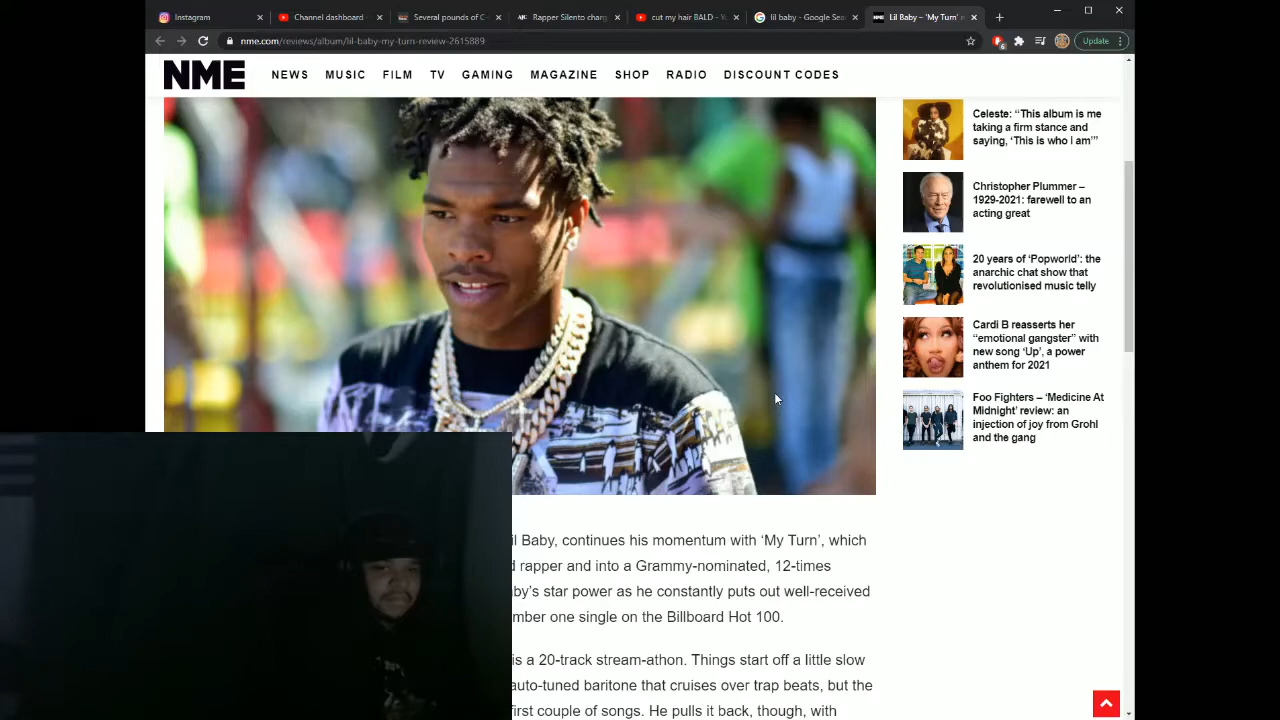 Instagram
Channel dashboard -
Several pounds of C
Rapper Silento charg
cut my hair BALD - Yo
lil baby - Google Sea
Lil Baby – 'My Turn' r
nme.com/reviews/album/lil-baby-my-turn-review-2615889
Update
NME
NEWS MUSIC FILM TV GAMING MAGAZINE SHOP RADIO DISCOUNT CODES
Celeste: “This album is me
taking a firm stance and
saying, ‘This is who i am’”
Christopher Plummer –
1929-2021: farewell to an
acting great
20 years of ‘Popworld’: the
anarchic chat show that
revolutionised music telly
Cardi B reasserts her
“emotional gangster” with
new song ‘Up’, a power
anthem for 2021
Foo Fighters – ‘Medicine At
Midnight’ review: an
injection of joy from Grohl
and the gang
il Baby, continues his momentum with ‘My Turn’, which
d rapper and into a Grammy-nominated, 12-times
aby’s star power as he constantly puts out well-received
mber one single on the Billboard Hot 100.
is a 20-track stream-athon. Things start off a little slow
auto-tuned baritone that cruises over trap beats, but the
first couple of songs. He pulls it back, though, with